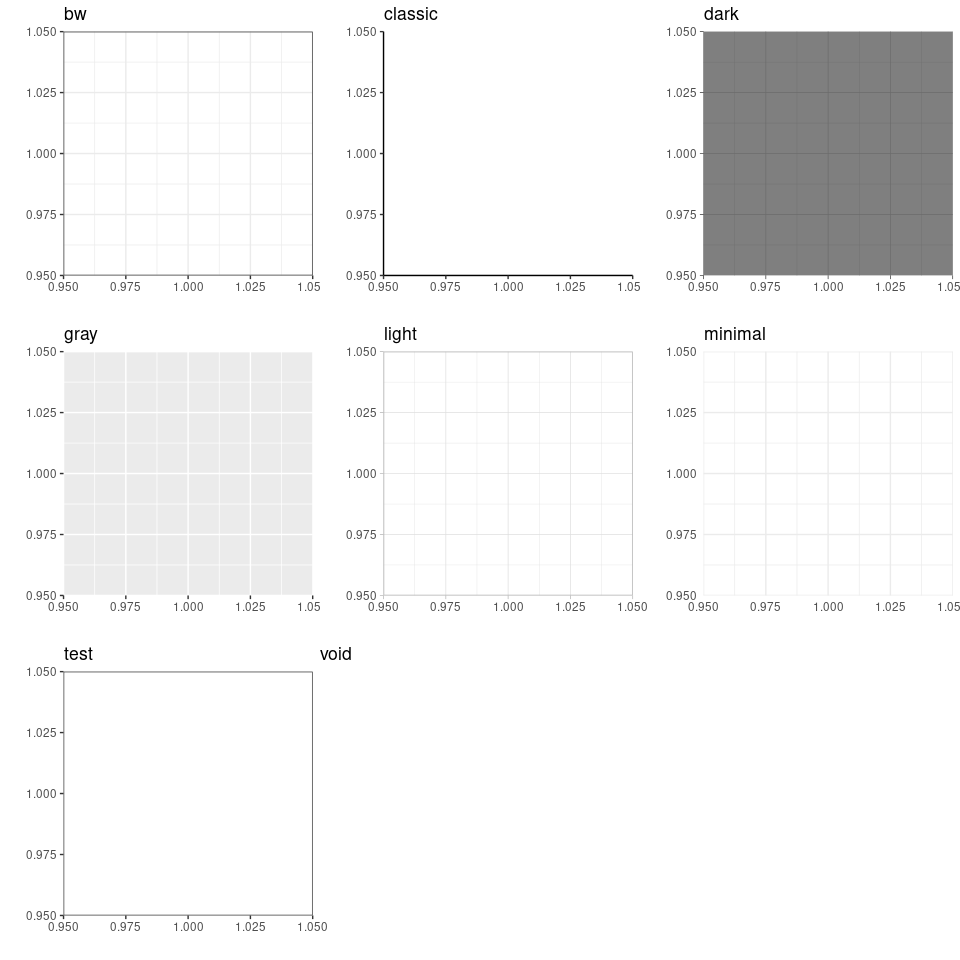 bw classic dark
1.050 1.050 1.050
1.025 1.025 1.025
1.000 1.000 1.000
0.975 0.975 0.975
0.950 0.950 0.950
0.950 0.975 1.000 1.025 1.05 0.950 0.975 1.000 1.025 1.05 0.950 0.975 1.000 1.025 1.05
gray light minimal
1.050 1.050 1.050
1.025 1.025 1.025
1.000 1.000 1.000
0.975 0.975 0.975
0.950 0.950 0.950
0.950 0.975 1.000 1.025 1.05 0.950 0.975 1.000 1.025 1.05 0.950 0.975 1.000 1.025 1.05
test void
1.050
1.025
1.000
0.975
0.950
0.950 0.975 1.000 1.025 1.050